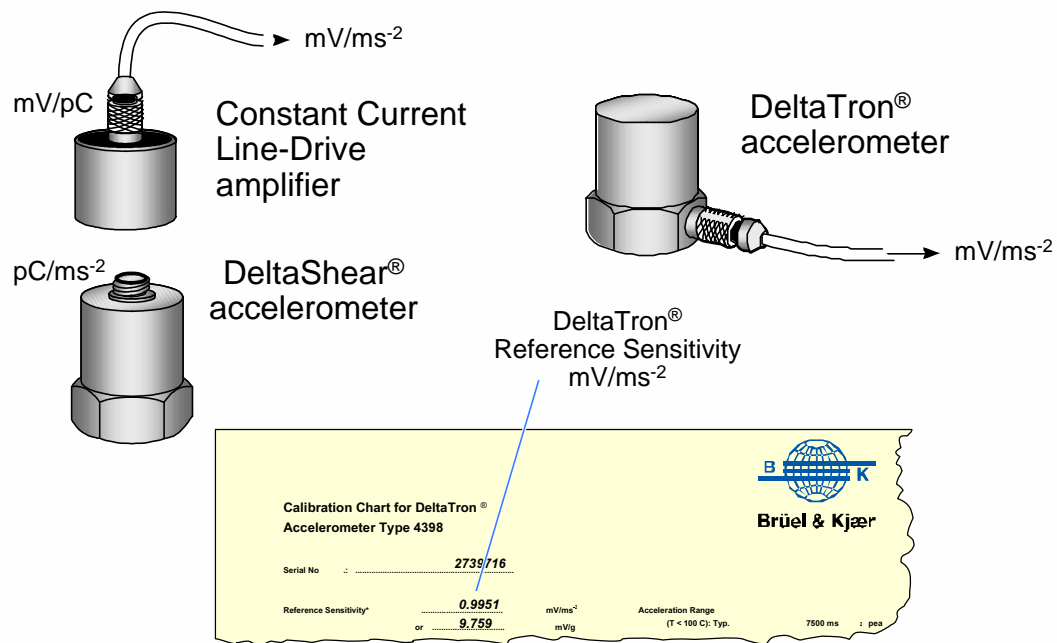 mV/ms⁻²
mV/pC
Constant Current
Line-Drive
amplifier
DeltaTron®
accelerometer
mV/ms⁻²
pC/ms⁻²
DeltaShear®
accelerometer
DeltaTron®
Reference Sensitivity
mV/ms⁻²
B K
Brüel & Kjær
Calibration Chart for DeltaTron ®
Accelerometer Type 4398
Serial No .: 2739716
Reference Sensitivity* 0.9951 mV/ms⁻² Acceleration Range
or 9.759 mV/g (T < 100 C): Typ. 7500 ms : pea